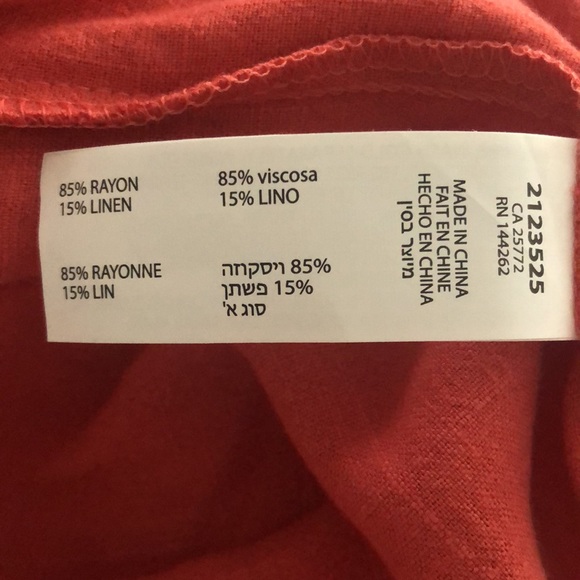 85% RAYON
15% LINEN
85% viscosa
15% LINO
85% RAYONNE
15% LIN
85% ויסקוזה
15% פשתן
סוג א'
MADE IN CHINA
FAIT EN CHINE
HECHO EN CHINA
מיוצר בסין
2123525
CA 25772
RN 144262